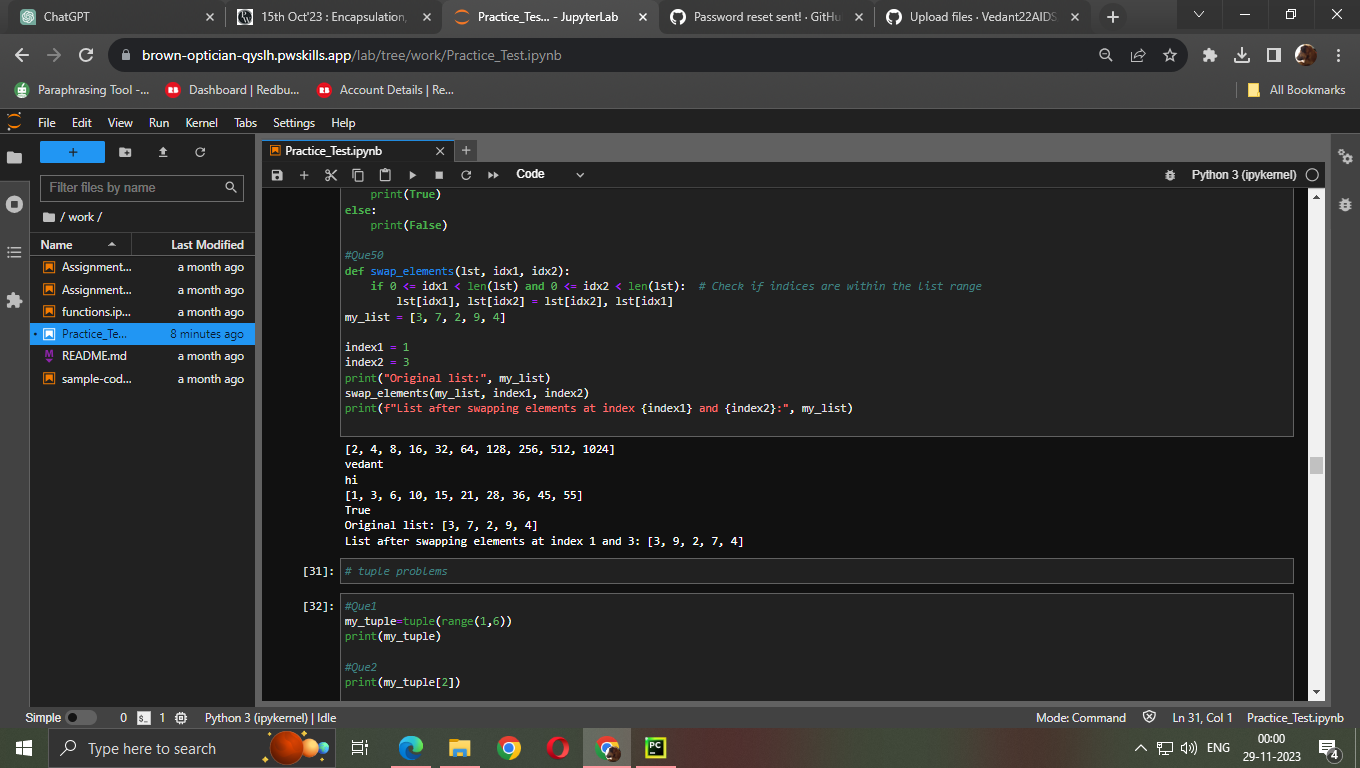 ChatGPT
15th Oct'23 : Encapsulation,
Practice_Tes... - JupyterLab
Password reset sent! · GitHu
Upload files · Vedant22AIDS
brown-optician-qyslh.pwskills.app/lab/tree/work/Practice_Test.ipynb
Paraphrasing Tool -...
Dashboard | Redbu...
Account Details | Re...
All Bookmarks
File Edit View Run Kernel Tabs Settings Help
Filter files by name
/ work /
Name Last Modified
Assignment... a month ago
Assignment... a month ago
functions.ip... a month ago
Practice_Te... 8 minutes ago
README.md a month ago
sample-cod... a month ago
Practice_Test.ipynb
Code
Python 3 (ipykernel)
print(True)
else:
print(False)
#Que50
def swap_elements(lst, idx1, idx2):
if 0 <= idx1 < len(lst) and 0 <= idx2 < len(lst):  # Check if indices are within the list range
lst[idx1], lst[idx2] = lst[idx2], lst[idx1]
my_list = [3, 7, 2, 9, 4]
index1 = 1
index2 = 3
print("Original list:", my_list)
swap_elements(my_list, index1, index2)
print(f"List after swapping elements at index {index1} and {index2}:", my_list)
[2, 4, 8, 16, 32, 64, 128, 256, 512, 1024]
vedant
hi
[1, 3, 6, 10, 15, 21, 28, 36, 45, 55]
True
Original list: [3, 7, 2, 9, 4]
List after swapping elements at index 1 and 3: [3, 9, 2, 7, 4]
[31]: # tuple problems
[32]: #Que1
my_tuple=tuple(range(1,6))
print(my_tuple)
#Que2
print(my_tuple[2])
Simple 0 1 Python 3 (ipykernel) | Idle
Mode: Command Ln 31, Col 1 Practice_Test.ipynb
Type here to search
PC
ENG
00:00
29-11-2023
4